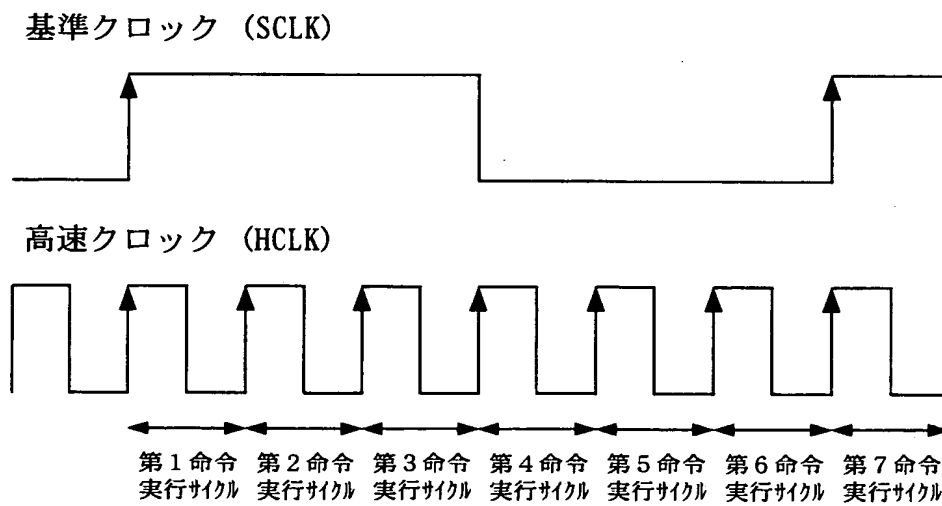 基準クロック (SCLK)
高速クロック (HCLK)
第１命令 第２命令 第３命令 第４命令 第５命令 第６命令 第７命令
実行ｻｲｸﾙ 実行ｻｲｸﾙ 実行ｻｲｸﾙ 実行ｻｲｸﾙ 実行ｻｲｸﾙ 実行ｻｲｸﾙ 実行ｻｲｸﾙ